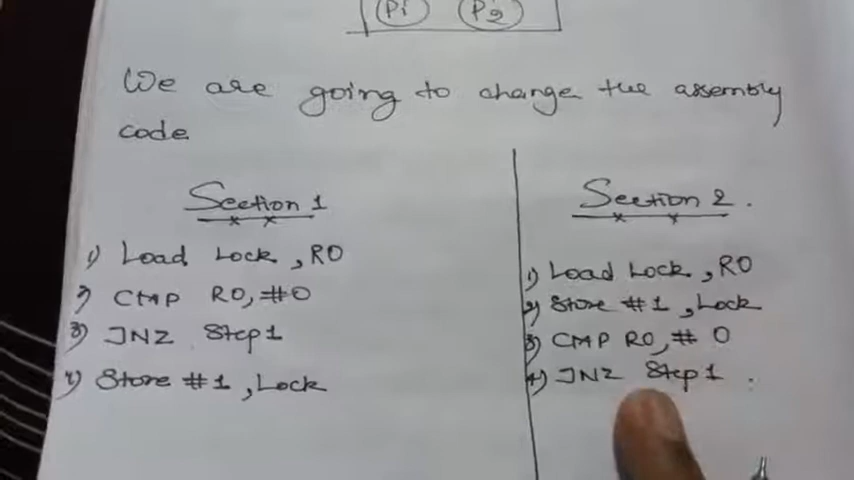 P1 P2
We are going to change the assembly
code
Section 1
1) Load Lock, R0
2) CMP R0, #0
3) JNZ Step1
4) Store #1, Lock
Section 2.
1) Load Lock, R0
2) Store #1, Lock
3) CMP R0, # 0
4) JNZ Step1.